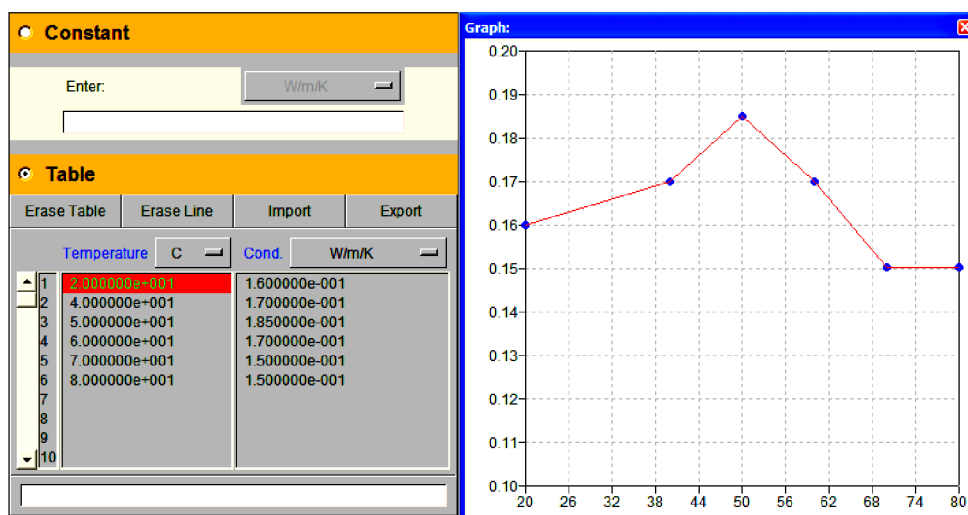 Constant
Enter: W/m/K
Table
Erase Table Erase Line Import Export
Temperature C Cond. W/m/K
1 2.000000e+001 1.600000e-001
2 4.000000e+001 1.700000e-001
3 5.000000e+001 1.850000e-001
4 6.000000e+001 1.700000e-001
5 7.000000e+001 1.500000e-001
6 8.000000e+001 1.500000e-001
7
8
9
10
Graph:
0.20
0.19
0.18
0.17
0.16
0.15
0.14
0.13
0.12
0.11
0.10
20 26 32 38 44 50 56 62 68 74 80